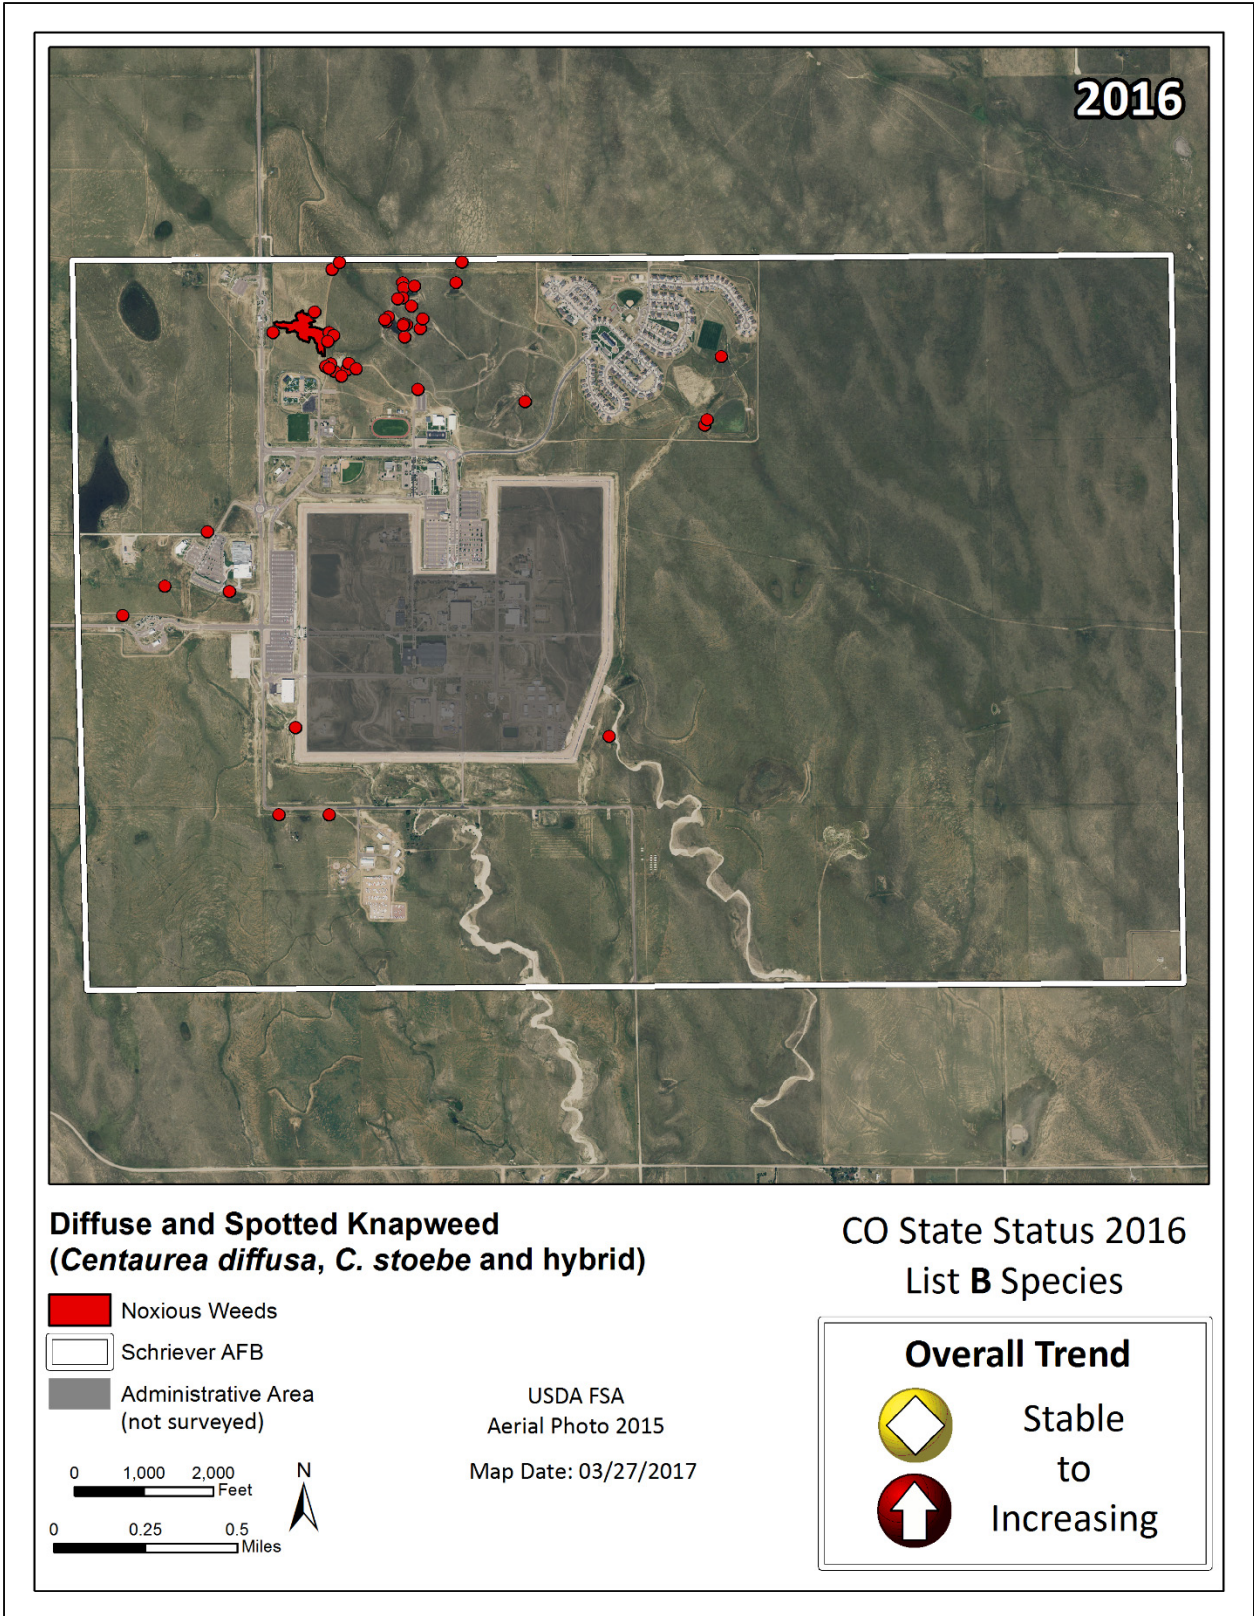 2016
Diffuse and Spotted Knapweed
(Centaurea diffusa, C. stoebe and hybrid)
Noxious Weeds
Schriever AFB
Administrative Area
(not surveyed)
0 1,000 2,000
Feet
0 0.25 0.5
Miles
N
USDA FSA
Aerial Photo 2015
Map Date: 03/27/2017
CO State Status 2016
List B Species
Overall Trend
Stable
to
Increasing